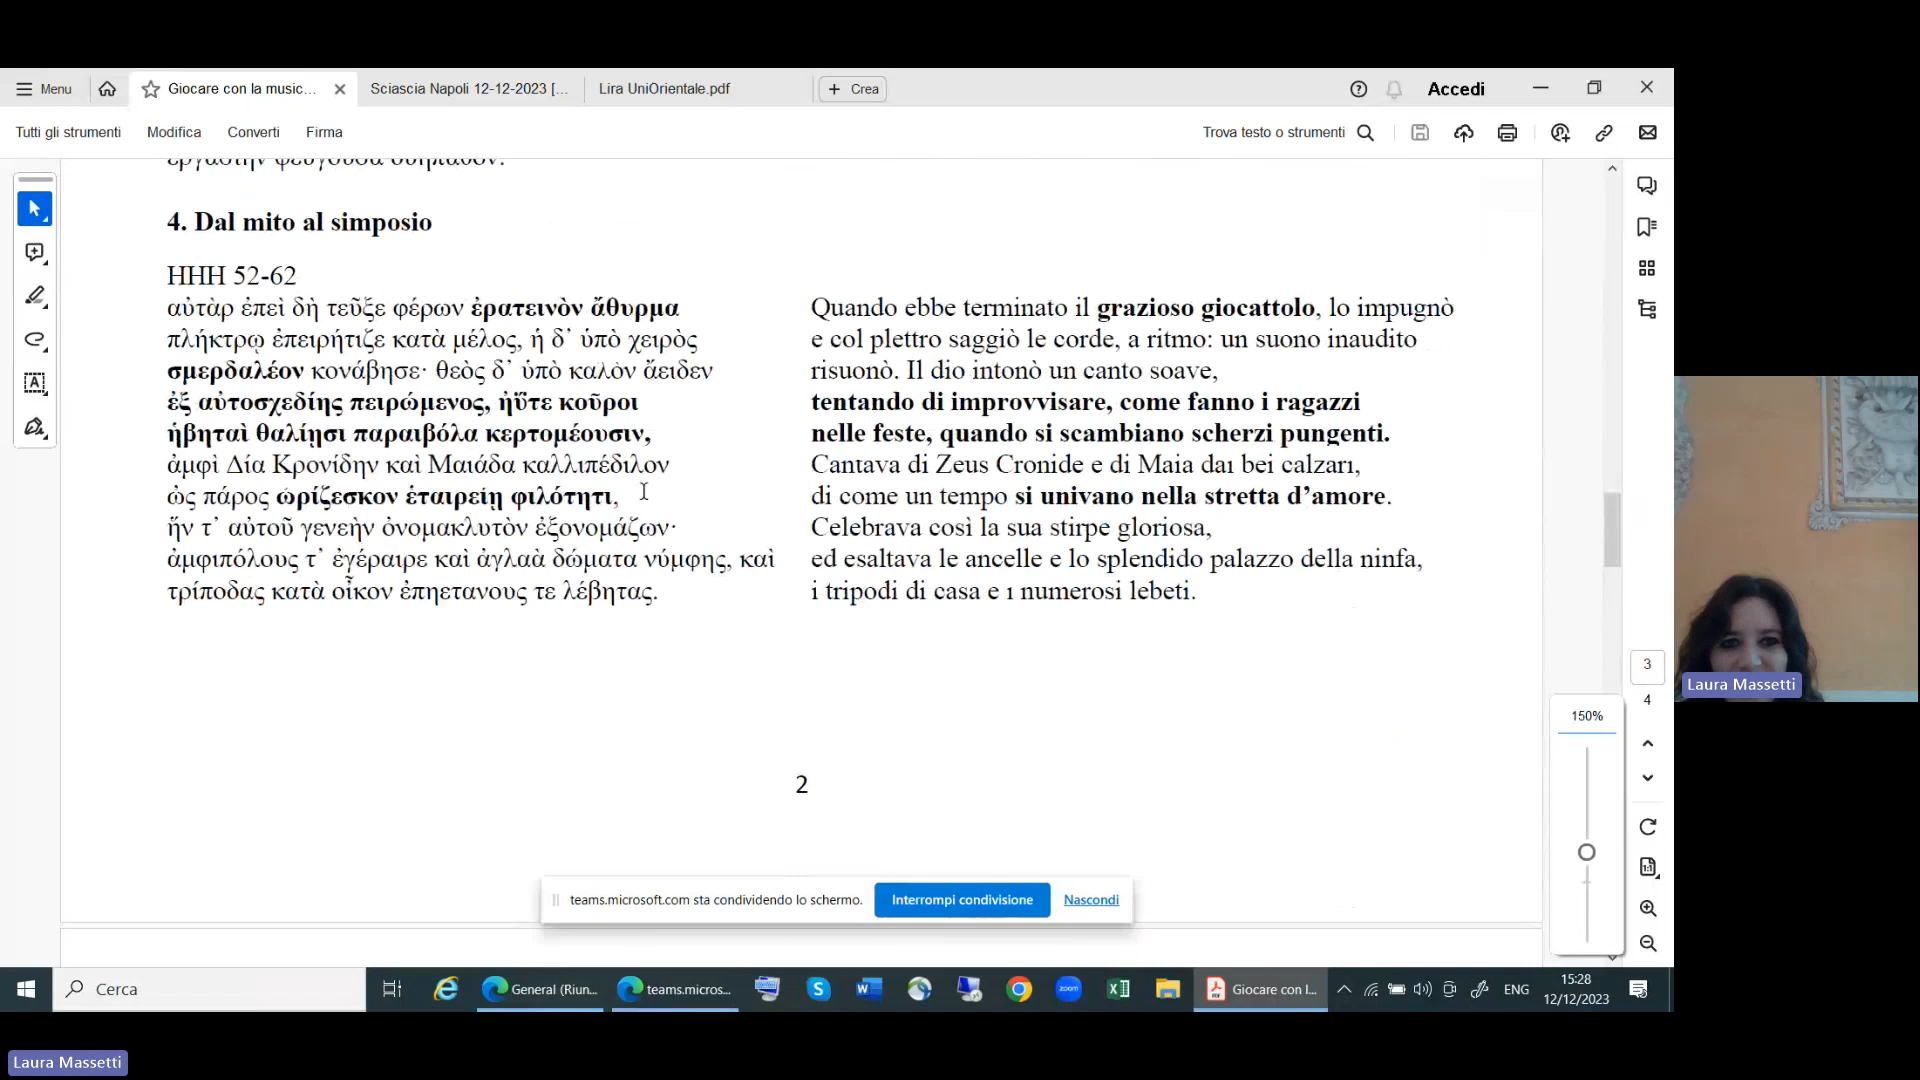 Menu
Giocare con la music...
Sciascia Napoli 12-12-2023 [...
Lira UniOrientale.pdf
Crea
Accedi
Tutti gli strumenti
Modifica
Converti
Firma
Trova testo o strumenti
4. Dal mito al simposio
HHH 52-62
αὐτὰρ ἐπεὶ δὴ τεῦξε φέρων ἐρατεινὸν ἄθυρμα
πλήκτρῳ ἐπειρήτιζε κατὰ μέλος, ἡ δ᾽ ὑπὸ χειρὸς
σμερδαλέον κονάβησε· θεὸς δ᾽ ὑπὸ καλὸν ἄειδεν
ἐξ αὐτοσχεδίης πειρώμενος, ἠΰτε κοῦροι
ἡβηταὶ θαλίῃσι παραιβόλα κερτομέουσιν,
ἀμφὶ Δία Κρονίδην καὶ Μαιάδα καλλιπέδιλον
ὡς πάρος ὠρίζεσκον ἑταιρείῃ φιλότητι,
ἥν τ᾽ αὐτοῦ γενεὴν ὀνομακλυτὸν ἐξονομάζων·
ἀμφιπόλους τ᾽ ἐγέραιρε καὶ ἀγλαὰ δώματα νύμφης, καὶ
τρίποδας κατὰ οἶκον ἐπηετανους τε λέβητας.
Quando ebbe terminato il grazioso giocattolo, lo impugnò
e col plettro saggiò le corde, a ritmo: un suono inaudito
risuonò. Il dio intonò un canto soave,
tentando di improvvisare, come fanno i ragazzi
nelle feste, quando si scambiano scherzi pungenti.
Cantava di Zeus Cronide e di Maia dai bei calzari,
di come un tempo si univano nella stretta d’amore.
Celebrava così la sua stirpe gloriosa,
ed esaltava le ancelle e lo splendido palazzo della ninfa,
i tripodi di casa e i numerosi lebeti.
2
3
4
150%
Laura Massetti
teams.microsoft.com sta condividendo lo schermo.
Interrompi condivisione
Nascondi
Cerca
General (Riun...
teams.micros...
zoom
Giocare con l...
ENG
15:28
12/12/2023
Laura Massetti